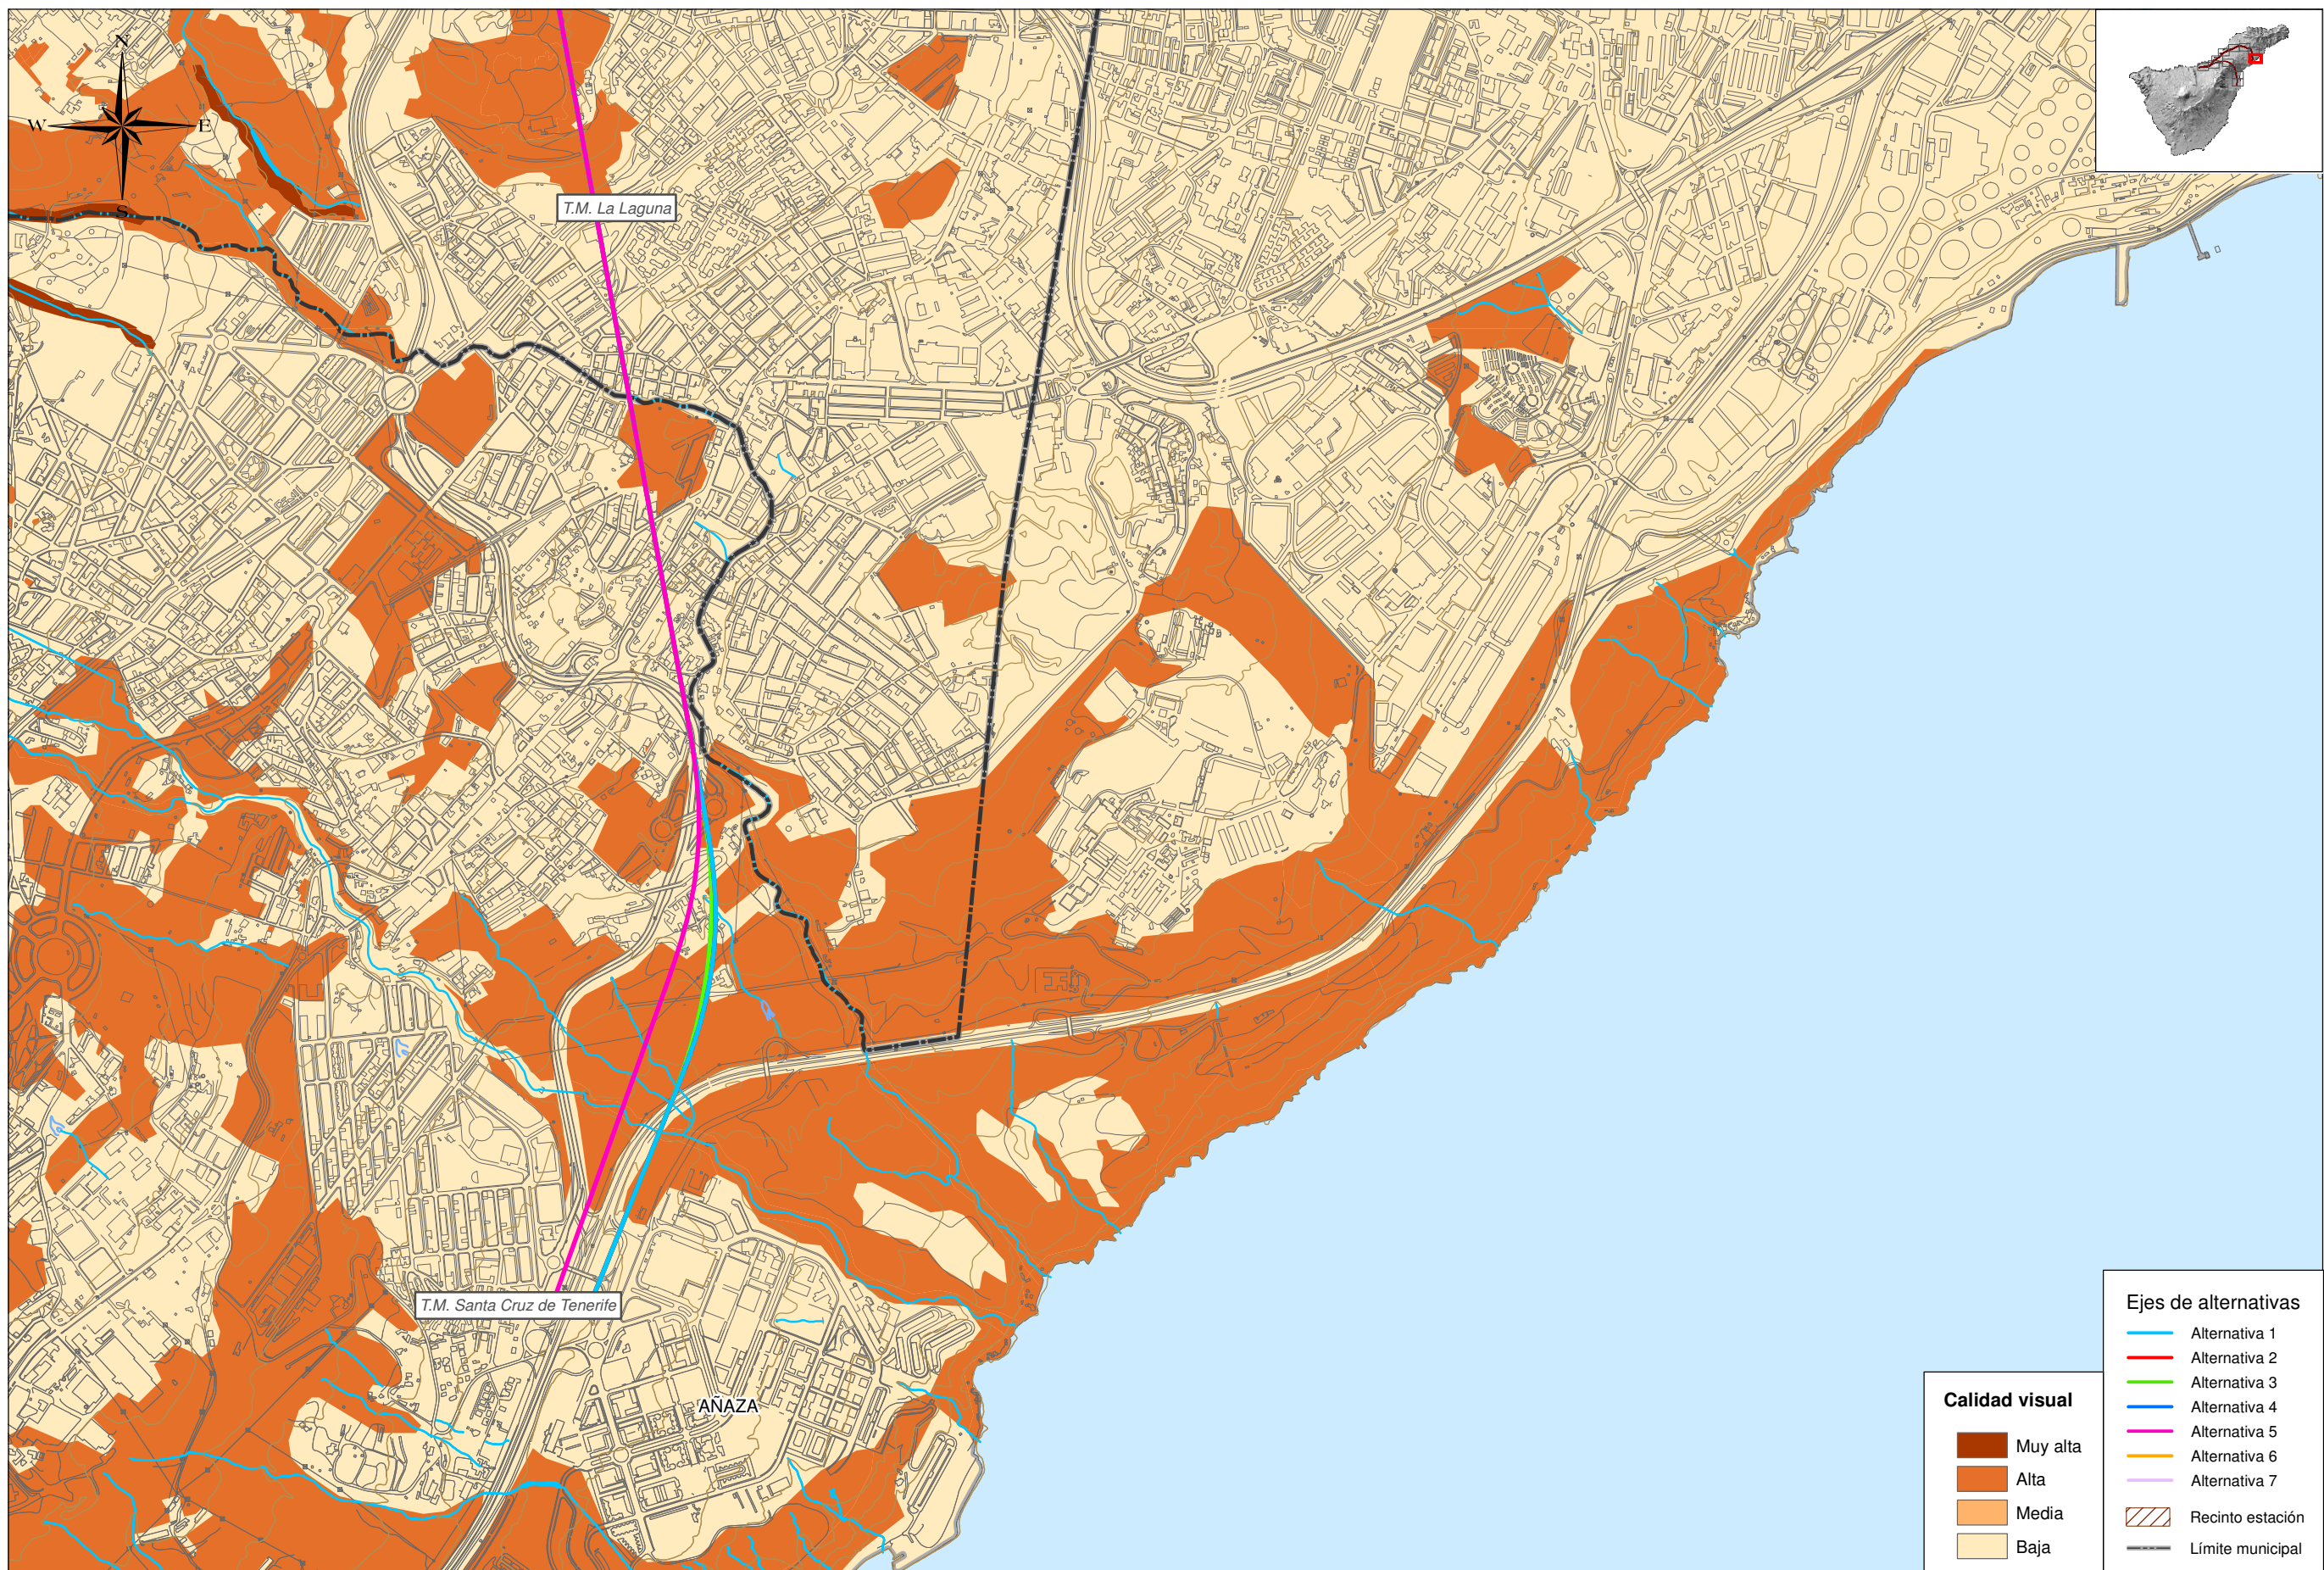 N
W
E
S
T.M. La Laguna
T.M. Santa Cruz de Tenerife
AÑAZA
Calidad visual
Muy alta
Alta
Media
Baja
Ejes de alternativas
Alternativa 1
Alternativa 2
Alternativa 3
Alternativa 4
Alternativa 5
Alternativa 6
Alternativa 7
Recinto estación
Límite municipal